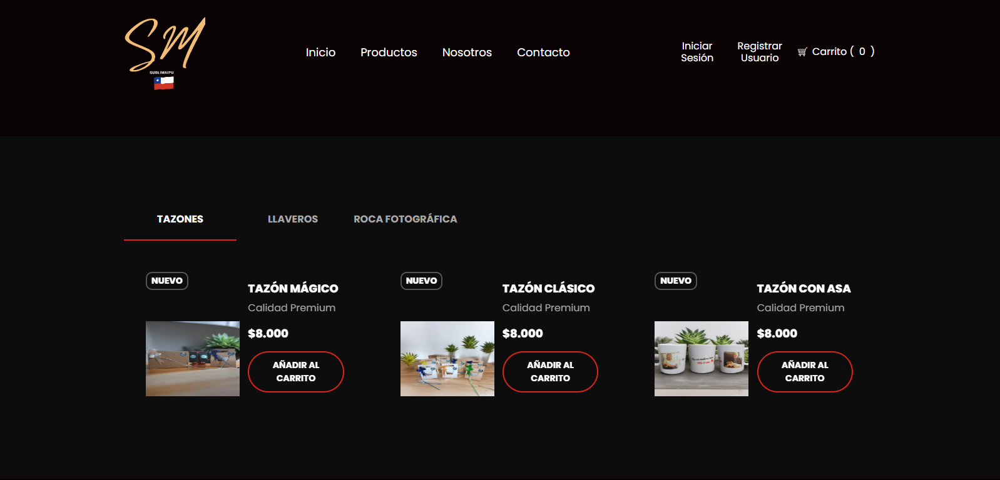 SM
SUBLIMAIPU
Inicio
Productos
Nosotros
Contacto
Iniciar
Sesión
Registrar
Usuario
Carrito ( 0 )
TAZONES
LLAVEROS
ROCA FOTOGRÁFICA
NUEVO
TAZÓN MÁGICO
Calidad Premium
$8.000
AÑADIR AL
CARRITO
NUEVO
TAZÓN CLÁSICO
Calidad Premium
$8.000
AÑADIR AL
CARRITO
NUEVO
TAZÓN CON ASA
Calidad Premium
$8.000
AÑADIR AL
CARRITO